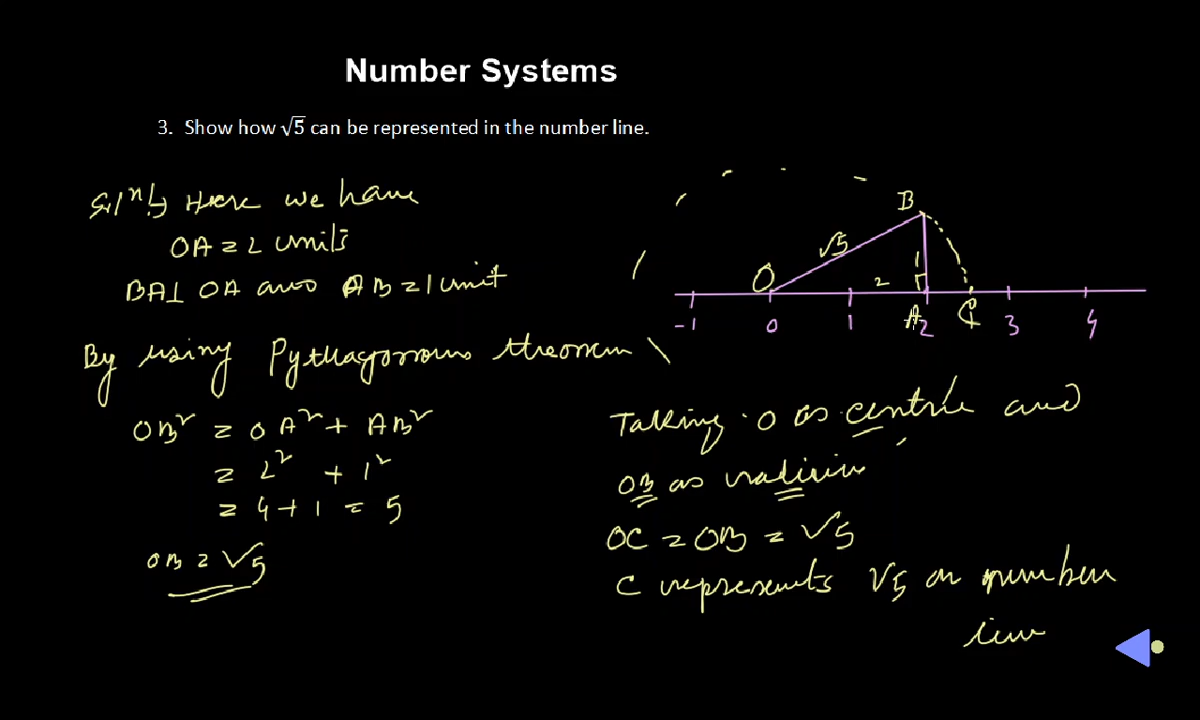 Number Systems
3. Show how √5 can be represented in the number line.
Sol^n:→ Here we have
OA = 2 units
BA⊥ OA and AB = 1 unit
By using Pythagorous theorem
OB² = OA² + AB²
= 2² + 1²
= 4 + 1 = 5
OB = √5
B
√5
1
O
2
A
C
-1 0 1 2 3 4
Taking O as centre and
OB as radius
OC = OB = √5
C represents √5 on number
line